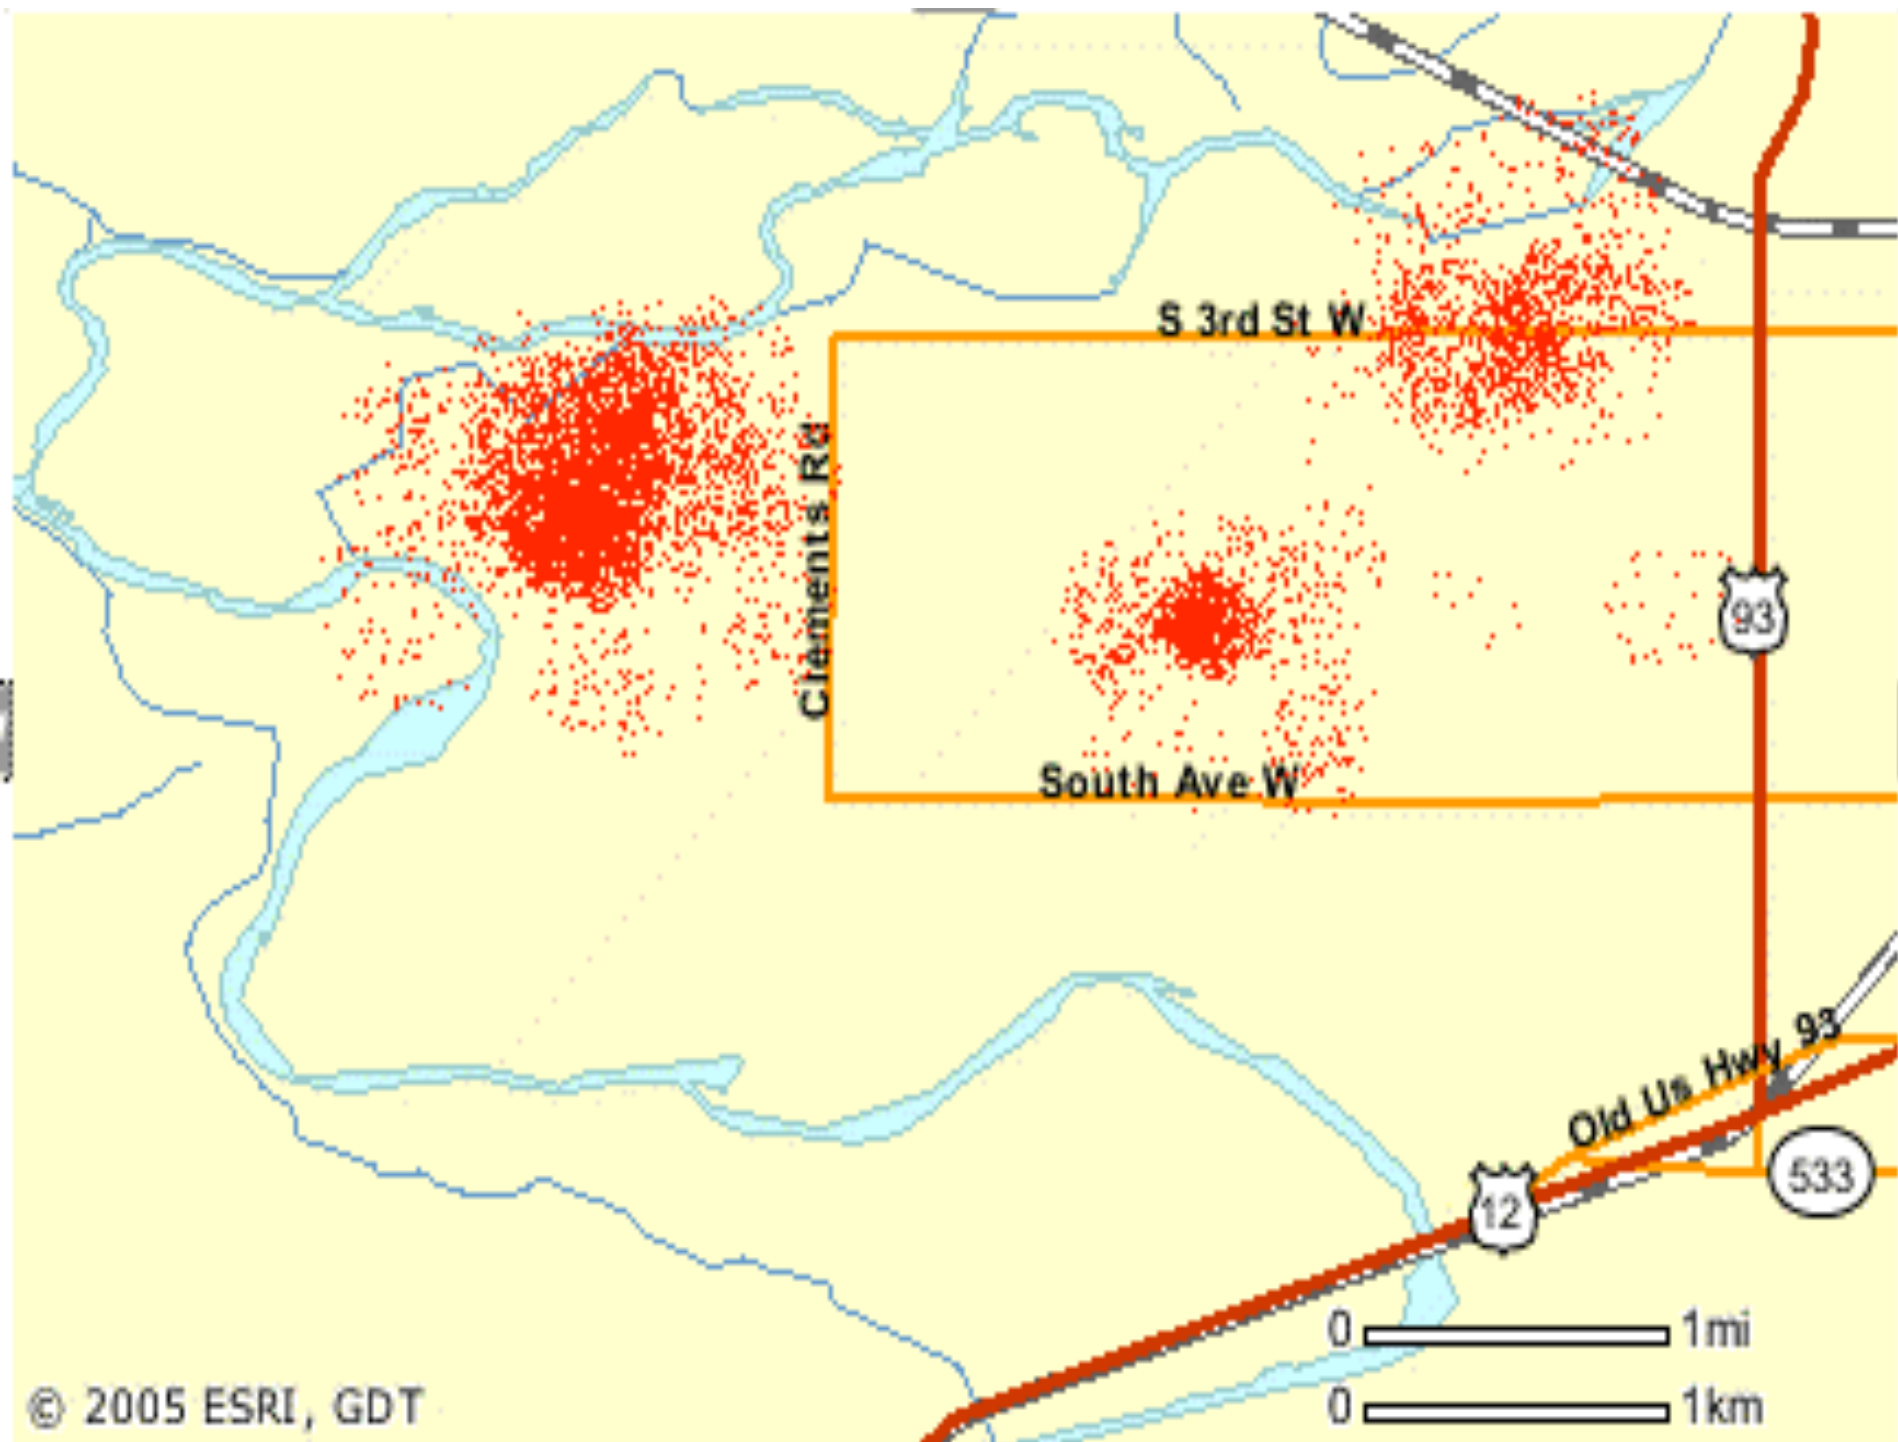 S 3rd St W
Clements Rd
93
South Ave W
Old Us Hwy 93
533
12
0 1mi
0 1km
© 2005 ESRI, GDT